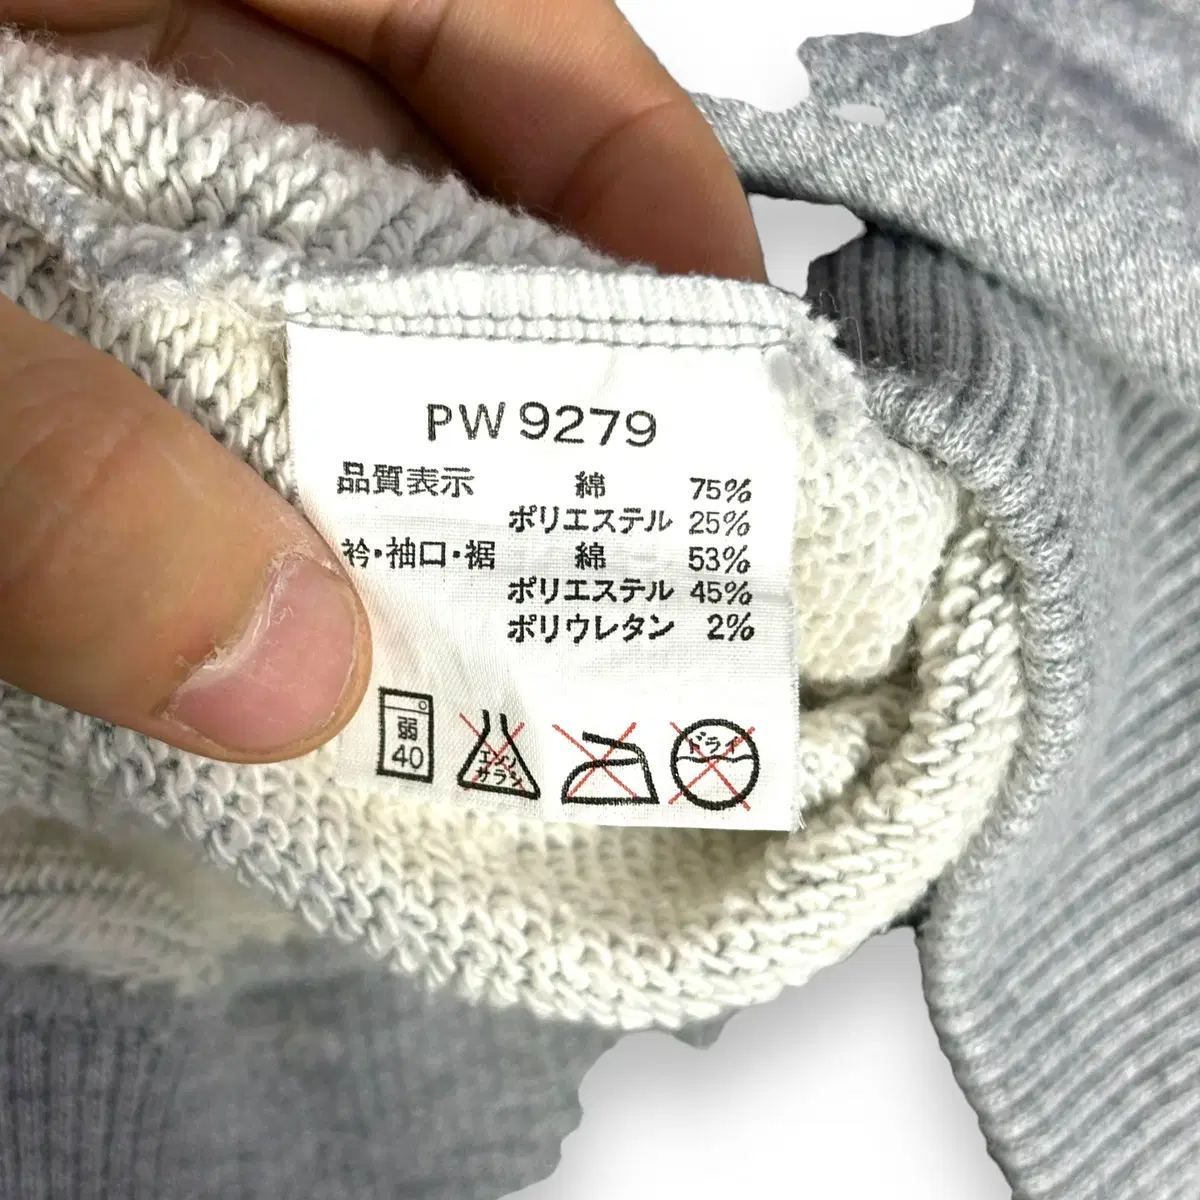 PW 9279
品質表示 綿 75%
ポリエステル 25%
衿・袖口・裾 綿 53%
ポリエステル 45%
ポリウレタン 2%
弱
40
エンソ
サラシ
ドライ